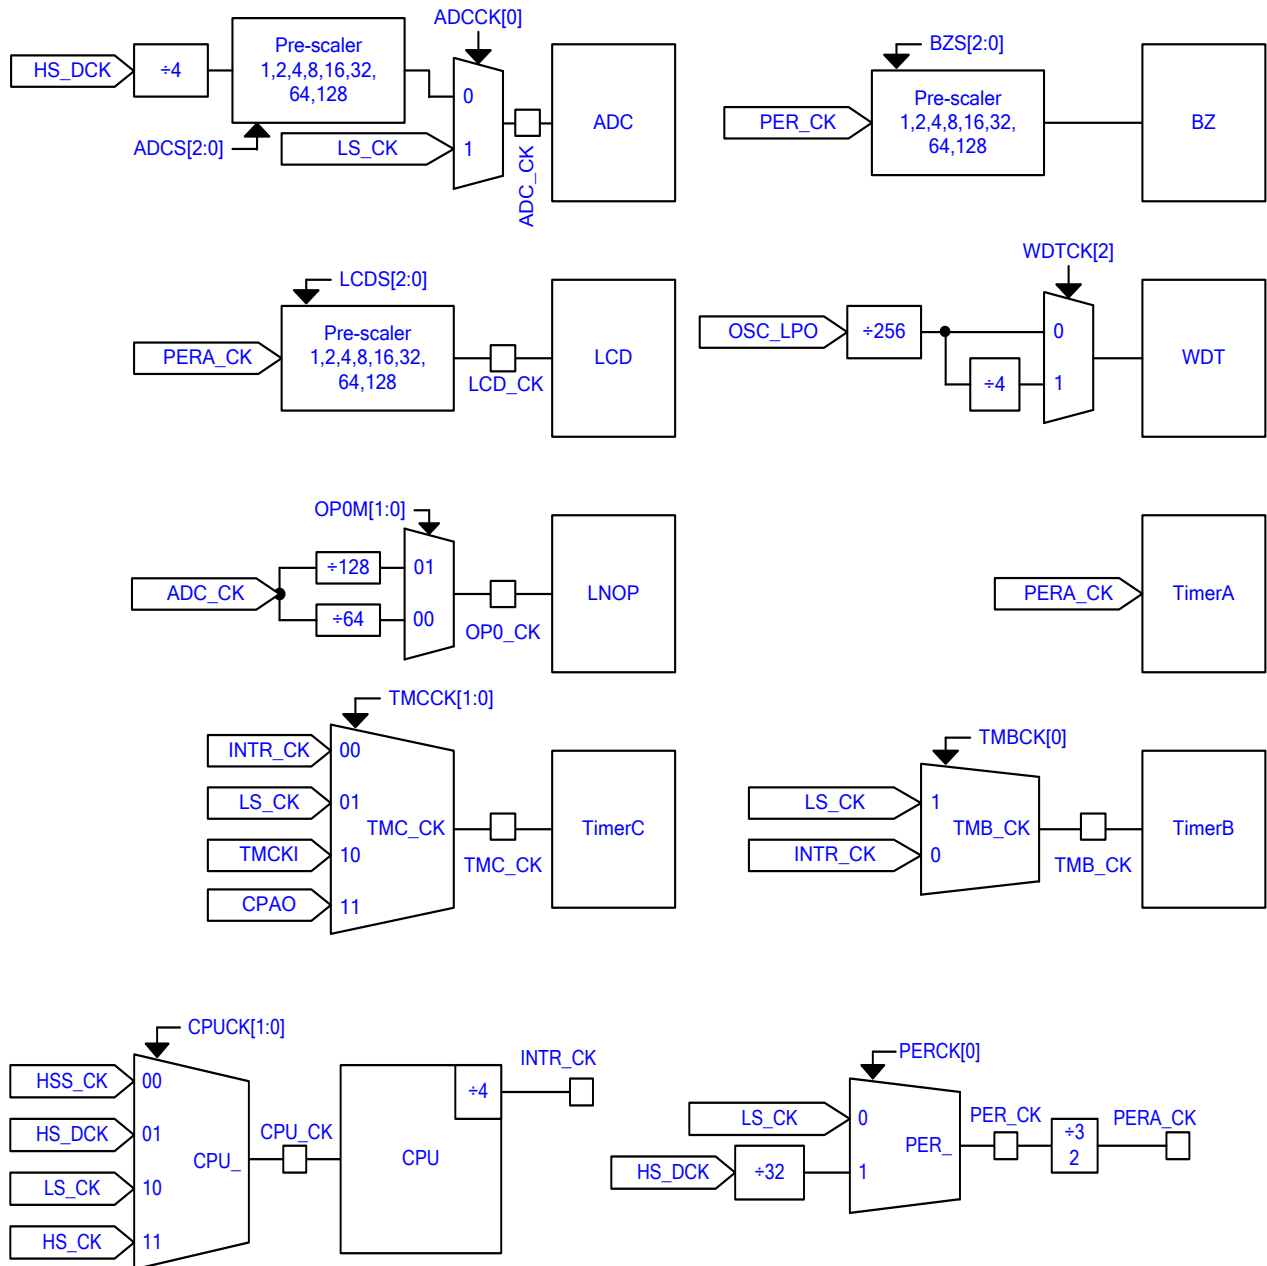 ADCCK[0]
HS_DCK
÷4
Pre-scaler
1,2,4,8,16,32,
64,128
ADCS[2:0]
LS_CK
0
1
ADC_CK
ADC
BZS[2:0]
PER_CK
Pre-scaler
1,2,4,8,16,32,
64,128
BZ
LCDS[2:0]
PERA_CK
Pre-scaler
1,2,4,8,16,32,
64,128
LCD_CK
LCD
WDTCK[2]
OSC_LPO
÷256
÷4
0
1
WDT
OP0M[1:0]
ADC_CK
÷128
÷64
01
00
OP0_CK
LNOP
PERA_CK
TimerA
TMCCK[1:0]
INTR_CK
00
LS_CK
01
TMCKI
10
CPAO
11
TMC_CK
TMC_CK
TimerC
TMBCK[0]
LS_CK
1
INTR_CK
0
TMB_CK
TMB_CK
TimerB
CPUCK[1:0]
HSS_CK
00
HS_DCK
01
LS_CK
10
HS_CK
11
CPU_
CPU_CK
CPU
÷4
INTR_CK
PERCK[0]
LS_CK
0
HS_DCK
÷32
1
PER_
PER_CK
÷3
2
PERA_CK